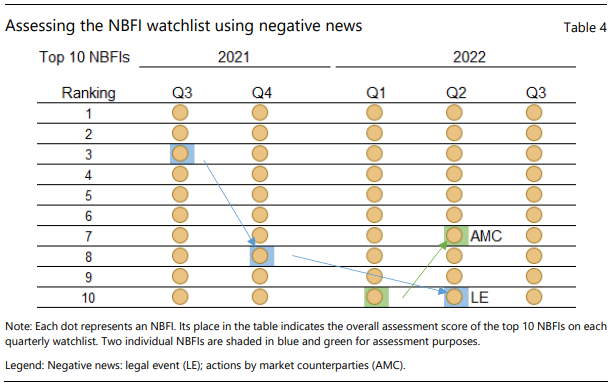 Assessing the NBFI watchlist using negative news Table 4
Top 10 NBFIs 2021 2022
Ranking Q3 Q4 Q1 Q2 Q3
1
2
3
4
5
6
7 AMC
8
9
10 LE
Note: Each dot represents an NBFI. Its place in the table indicates the overall assessment score of the top 10 NBFIs on each
quarterly watchlist. Two individual NBFIs are shaded in blue and green for assessment purposes.
Legend: Negative news: legal event (LE); actions by market counterparties (AMC).